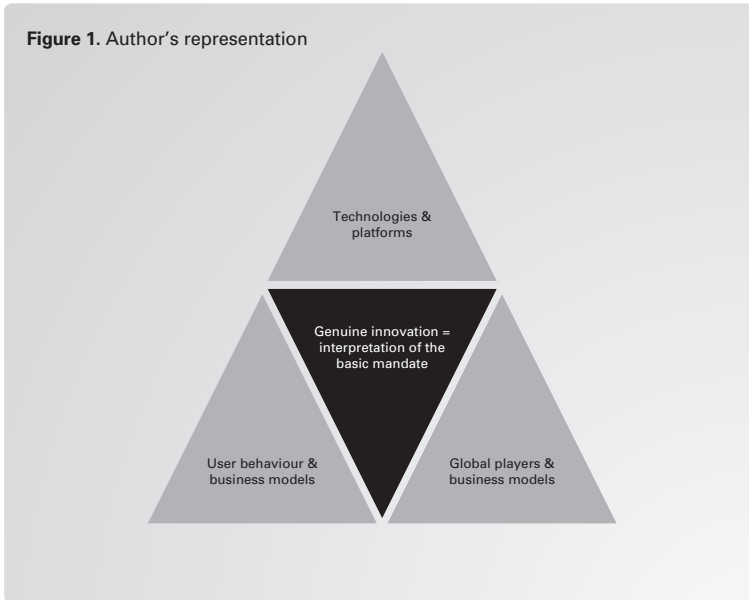 Figure 1. Author’s representation
Technologies &
platforms
Genuine innovation =
interpretation of the
basic mandate
User behaviour &
business models
Global players &
business models